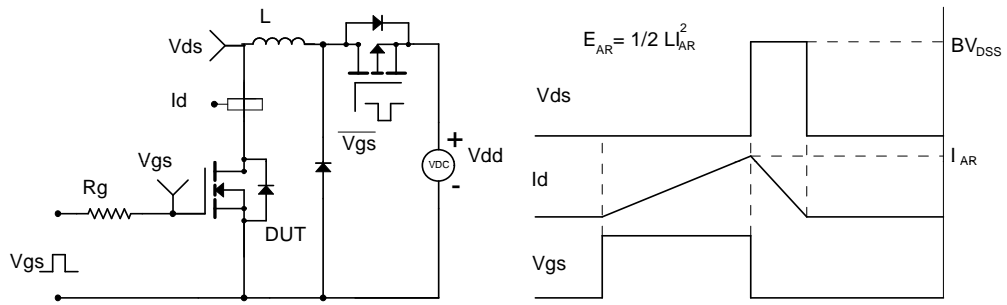 L
Vds
Id
Vgs
Rg
DUT
Vgs
Vgs
VDC
+
-
Vdd
E_AR = 1/2 LI_AR^2
BV_DSS
Vds
I_AR
Id
Vgs